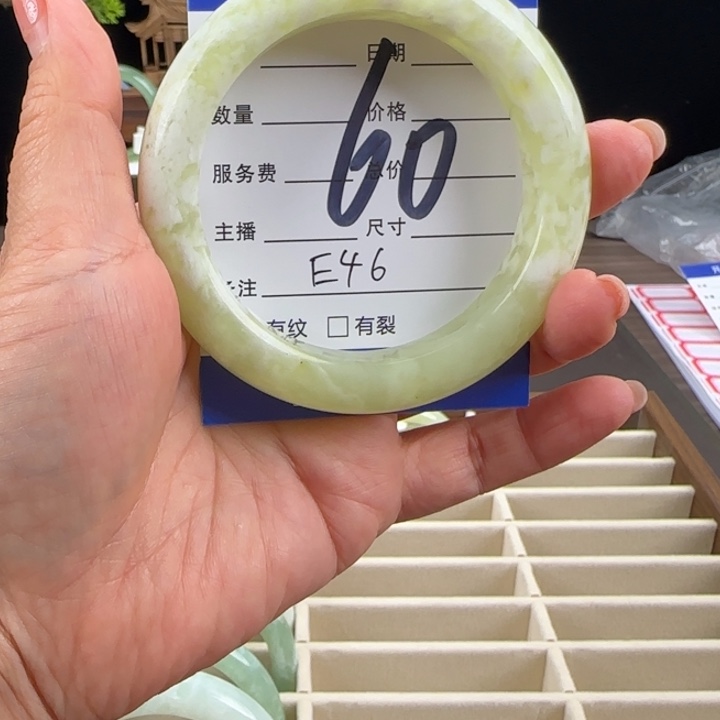 日期
数量 价格
60
服务费 总价
主播 尺寸
注 E46
有纹 □有裂